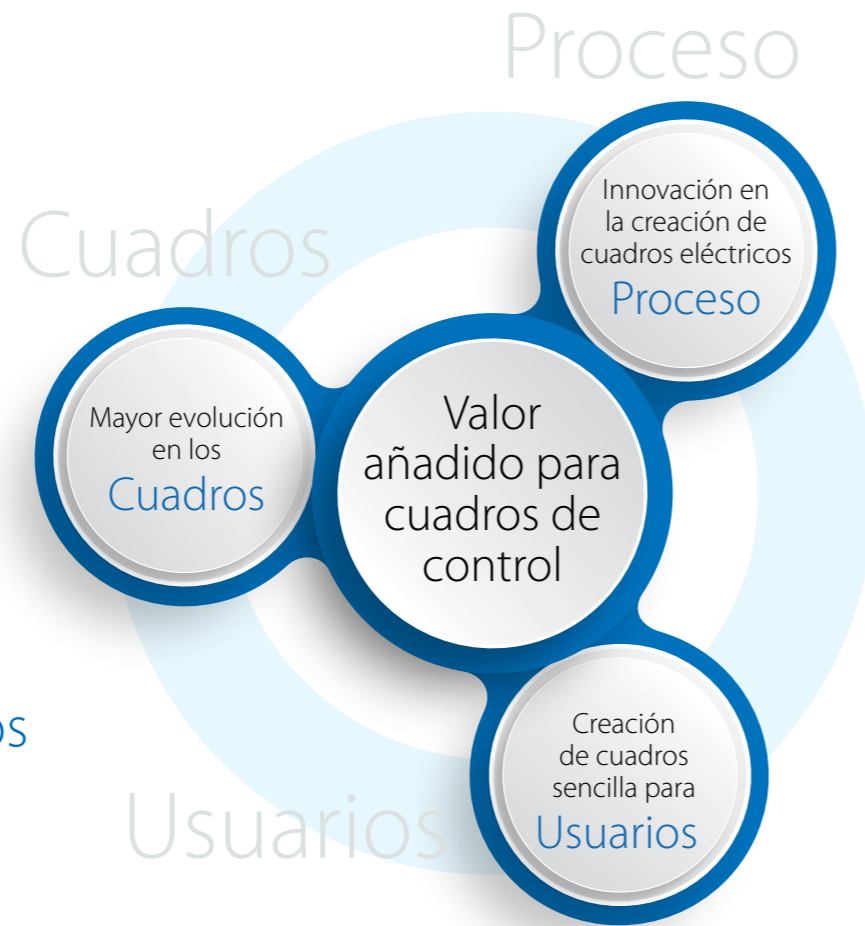 Proceso
Innovación en
la creación de
cuadros eléctricos
Proceso
Cuadros
Mayor evolución
en los
Cuadros
Valor
añadido para
cuadros de
control
Creación
de cuadros
sencilla para
Usuarios
Usuarios